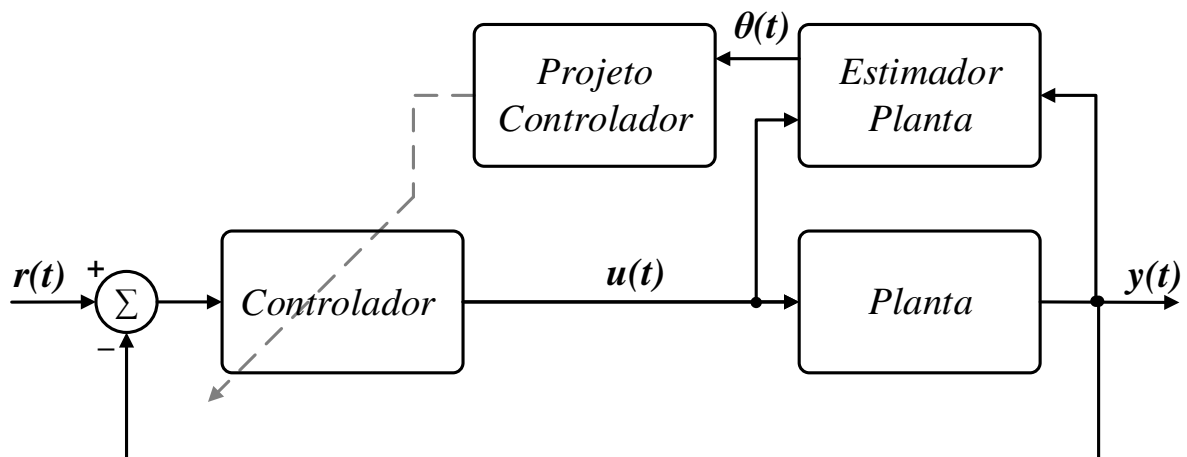 θ(t)
Projeto
Controlador
Estimador
Planta
r(t)
+
Σ
−
Controlador
u(t)
Planta
y(t)